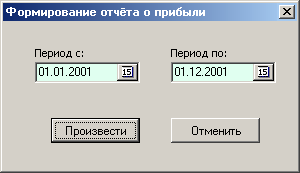 Формирование отчёта о прибыли
Период с: Период по:
01.01.2001 15 01.12.2001 15
Произвести Отменить